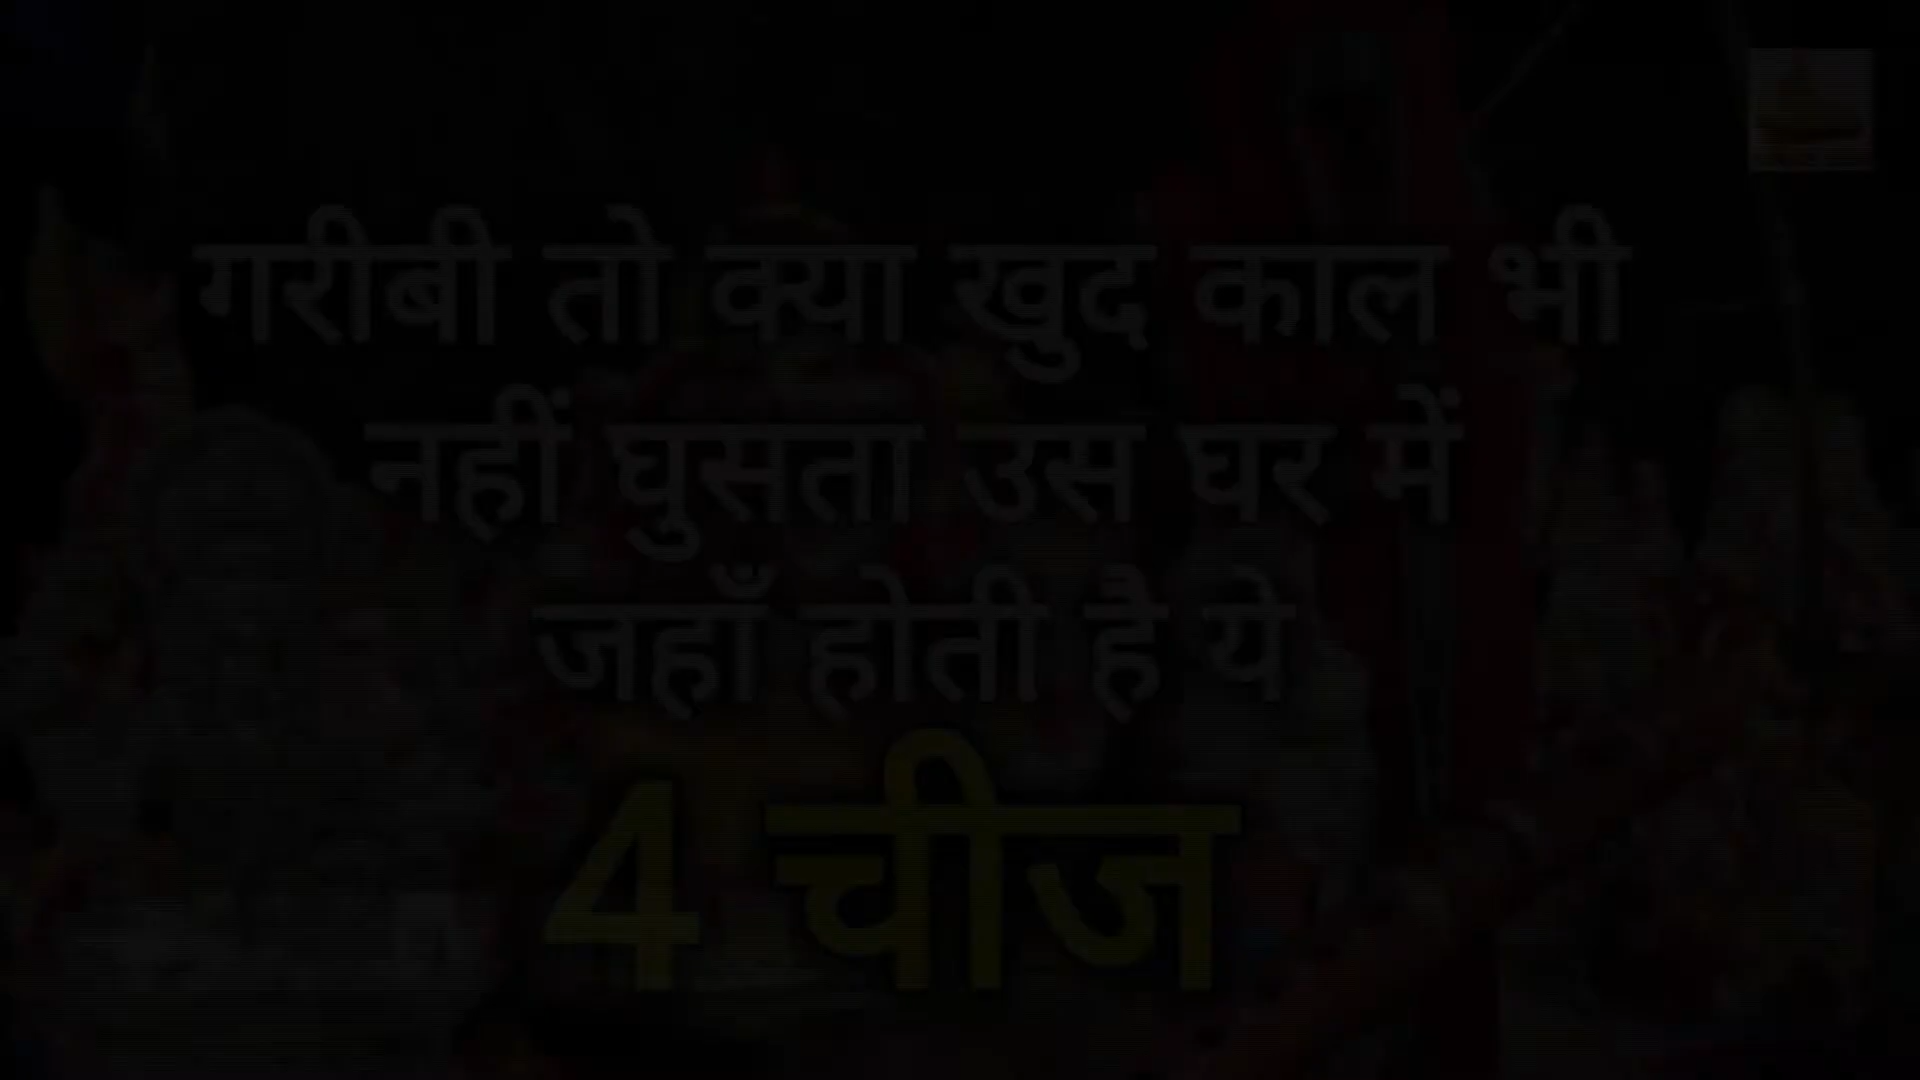 गरीबी तो क्या खुद काल भी
नहीं घुसता उस घर में
जहाँ होती है ये
4 चीज